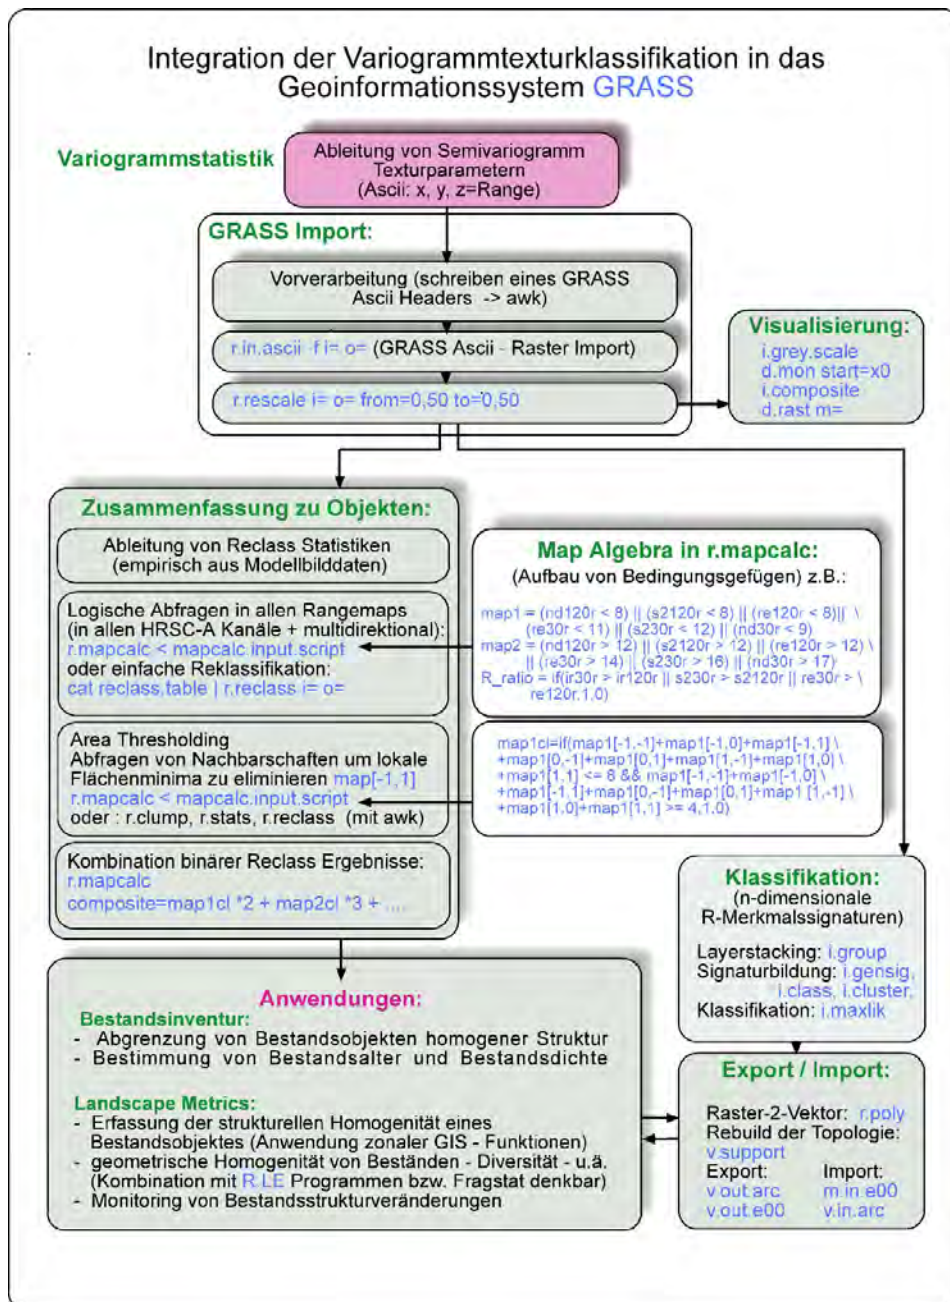 Integration der Variogrammtexturklassifikation in das
Geoinformationssystem GRASS
Variogrammstatistik
Ableitung von Semivariogramm
Texturparametern
(Ascii: x, y, z=Range)
GRASS Import:
Vorverarbeitung (schreiben eines GRASS
Ascii Headers -> awk)
r.in.ascii -f i= o= (GRASS Ascii - Raster Import)
r.rescale i= o= from=0,50 to=0,50
Visualisierung:
i.grey.scale
d.mon start=x0
i.composite
d.rast m=
Zusammenfassung zu Objekten:
Ableitung von Reclass Statistiken
(empirisch aus Modellbilddaten)
Logische Abfragen in allen Rangemaps
(in allen HRSC-A Kanäle + multidirektional):
r.mapcalc < mapcalc.input.script
oder einfache Reklassifikation:
cat reclass.table | r.reclass i= o=
Area Thresholding
Abfragen von Nachbarschaften um lokale
Flächenminima zu eliminieren map[-1,1]
r.mapcalc < mapcalc.input.script
oder : r.clump, r.stats, r.reclass (mit awk)
Kombination binärer Reclass Ergebnisse:
r.mapcalc
composite=map1cl *2 + map2cl *3 + ....
Map Algebra in r.mapcalc:
(Aufbau von Bedingungsgefügen) z.B.:
map1 = (nd120r < 8) || (s2120r < 8) || (re120r < 8)|| \
(re30r < 11) || (s230r < 12) || (nd30r < 9)
map2 = (nd120r > 12) || (s2120r > 12) || (re120r > 12) \
|| (re30r > 14) || (s230r > 16) || (nd30r > 17)
R_ratio = if(ir30r > ir120r || s230r > s2120r || re30r > \
re120r,1,0)
map1cl=if(map1[-1,-1]+map1[-1,0]+map1[-1,1] \
+map1[0,-1]+map1[0,1]+map1[1,-1]+map1[1,0] \
+map1[1,1] <= 8 && map1[-1,-1]+map1[-1,0] \
+map1[-1,1]+map1[0,-1]+map1[0,1]+map1 [1,-1] \
+map1[1,0]+map1[1,1] >= 4,1,0)
Klassifikation:
(n-dimensionale
R-Merkmalssignaturen)
Layerstacking: i.group
Signaturbildung: i.gensig,
i.class, i.cluster,
Klassifikation: i.maxlik
Anwendungen:
Bestandsinventur:
- Abgrenzung von Bestandsobjekten homogener Struktur
- Bestimmung von Bestandsalter und Bestandsdichte
Landscape Metrics:
- Erfassung der strukturellen Homogenität eines
Bestandsobjektes (Anwendung zonaler GIS - Funktionen)
- geometrische Homogenität von Beständen - Diversität - u.ä.
(Kombination mit R.LE Programmen bzw. Fragstat denkbar)
- Monitoring von Bestandsstrukturveränderungen
Export / Import:
Raster-2-Vektor: r.poly
Rebuild der Topologie:
v.support
Export: Import:
v.out.arc m.in.e00
v.out.e00 v.in.arc